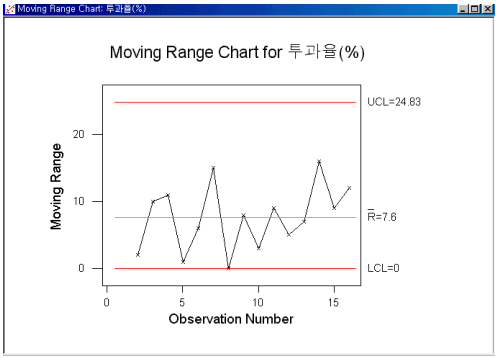 Moving Range Chart: 투과율(%)
Moving Range Chart for 투과율(%)
UCL=24.83
20
Moving Range
10
R̅=7.6
0
LCL=0
0 5 10 15
Observation Number